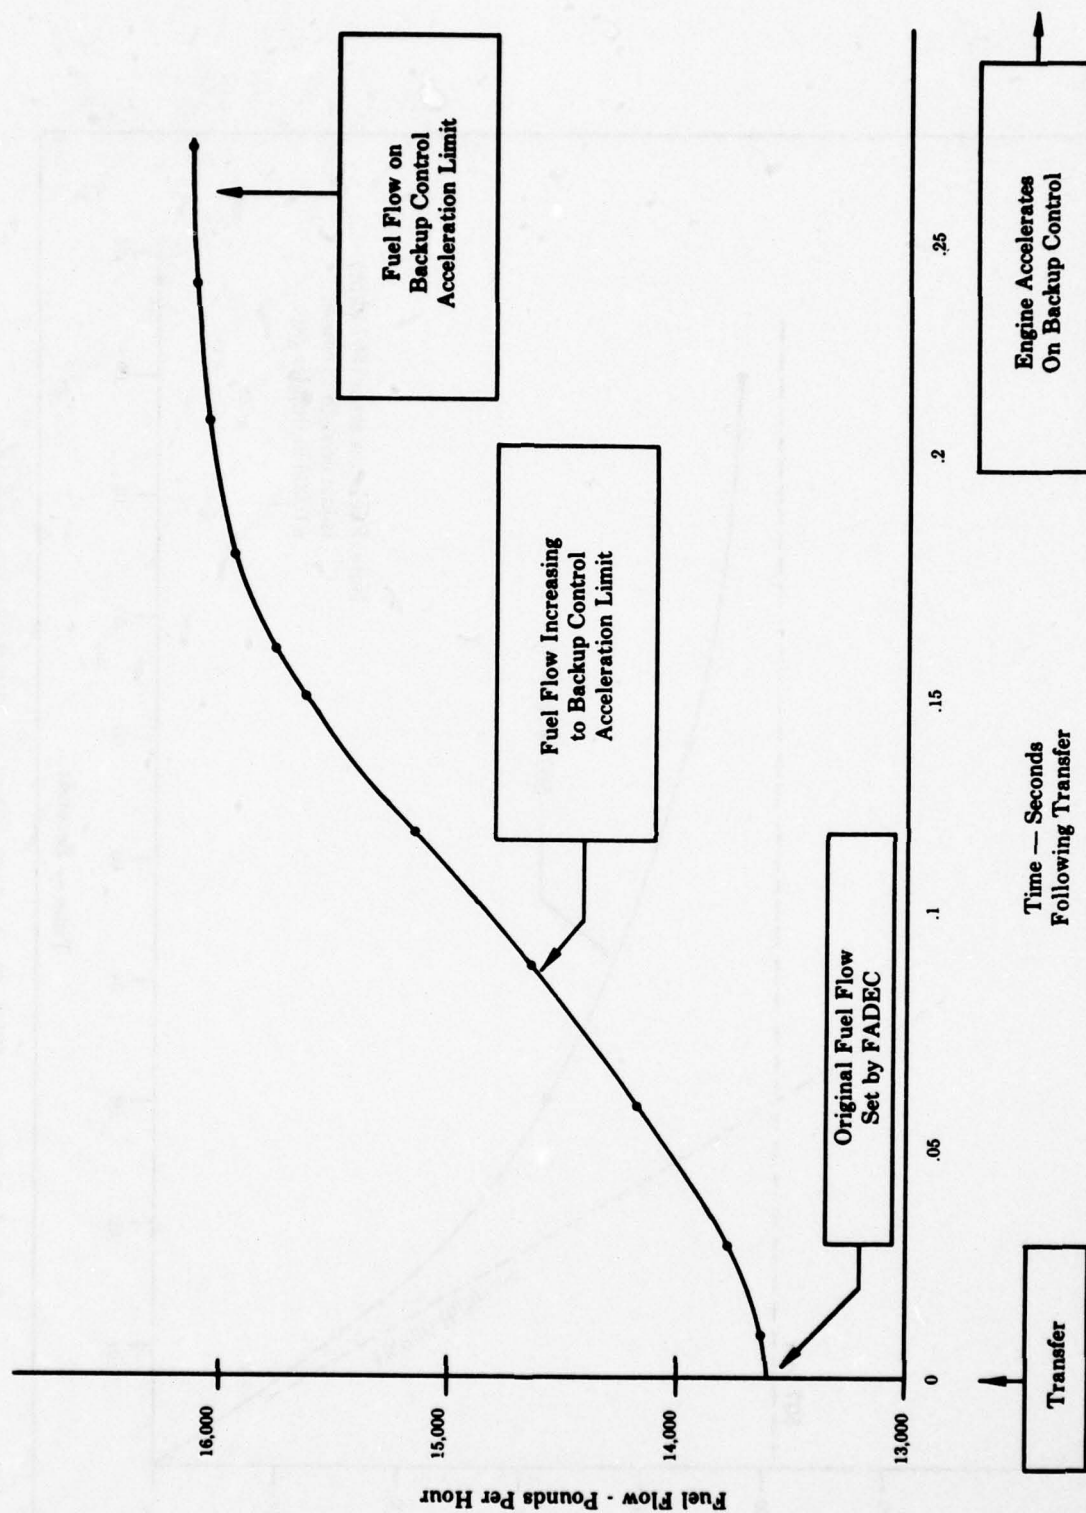 Fuel Flow - Pounds Per Hour
16,000
15,000
14,000
13,000
Fuel Flow on
Backup Control
Acceleration Limit
Fuel Flow Increasing
to Backup Control
Acceleration Limit
Original Fuel Flow
Set by FADEC
0
.05
.1
.15
.2
.25
Time — Seconds
Following Transfer
Transfer
Engine Accelerates
On Backup Control